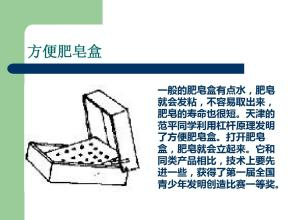 方便肥皂盒
一般的肥皂盒有点水，肥皂
就会发粘，不容易取出来，
肥皂的寿命也很短。天津的
范平同学利用杠杆原理发明
了方便肥皂盒。打开肥皂
盒，肥皂就会立起来。它和
同类产品相比，技术上要先
进一些，获得了第一届全国
青少年发明创造比赛一等奖。